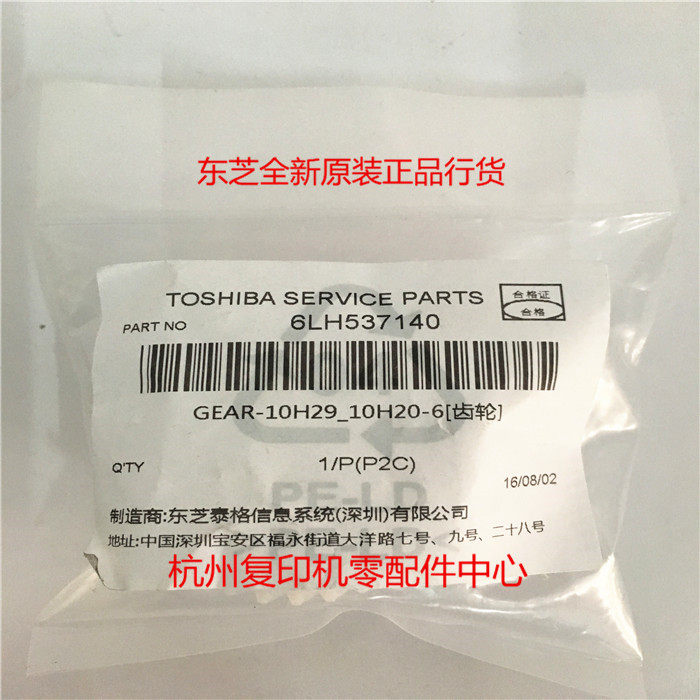 东芝全新原装正品行货
TOSHIBA SERVICE PARTS
合格证
合格
PART NO 6LH537140
GEAR-10H29_10H20-6[齿轮]
Q'TY 1/P(P2C) 16/08/02
PE-LD
制造商:东芝泰格信息系统(深圳)有限公司
地址:中国深圳宝安区福永街道大洋路七号、九号、二十八号
杭州复印机零配件中心